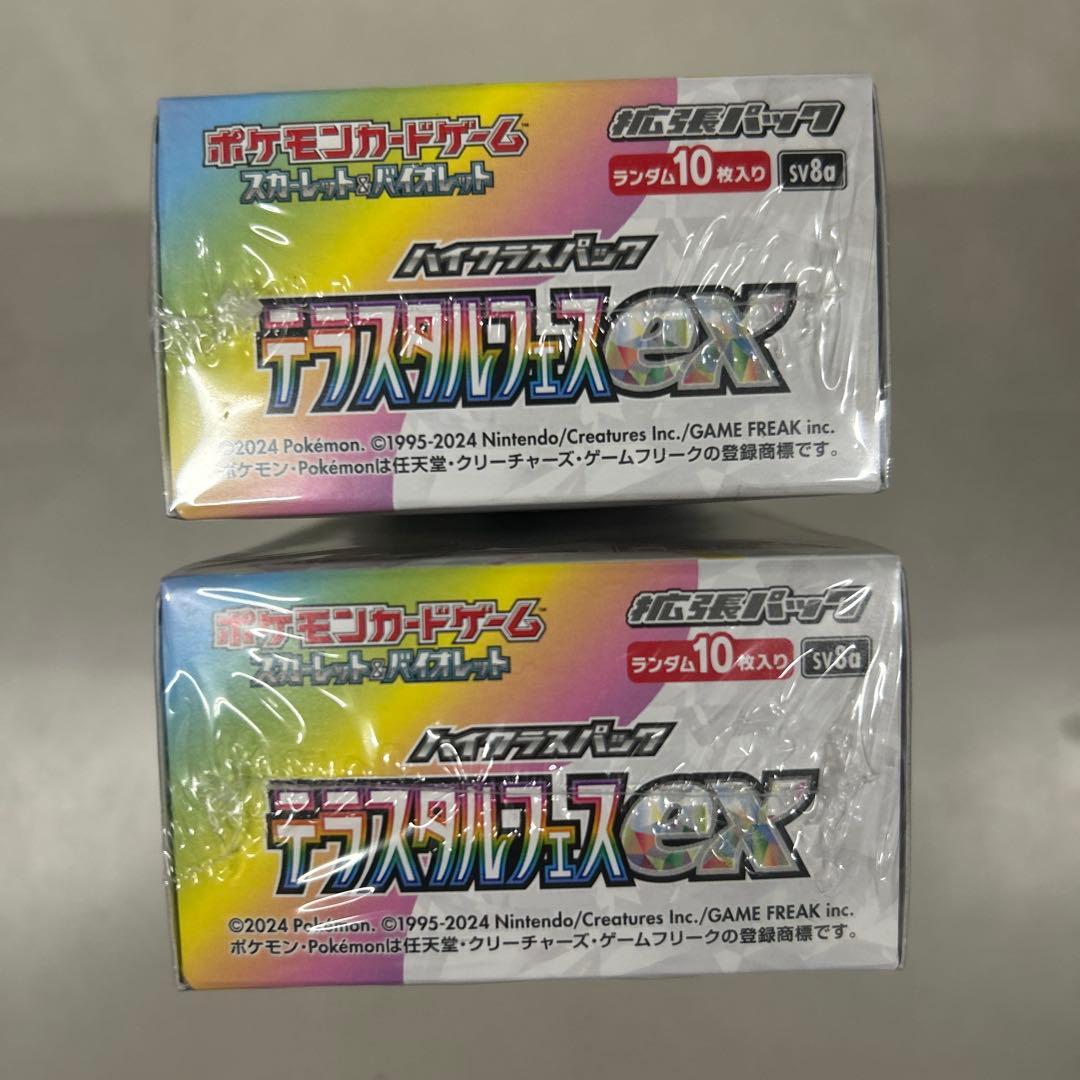 ポケモンカードゲーム™
スカーレット&バイオレット
拡張パック
ランダム10枚入り SV8a
ハイクラスパック
テラスタルフェスex
©2024 Pokémon. ©1995-2024 Nintendo/Creatures Inc./GAME FREAK inc.
ポケモン・Pokémonは任天堂・クリーチャーズ・ゲームフリークの登録商標です。
ポケモンカードゲーム™
スカーレット&バイオレット
拡張パック
ランダム10枚入り SV8a
ハイクラスパック
テラスタルフェスex
©2024 Pokémon. ©1995-2024 Nintendo/Creatures Inc./GAME FREAK inc.
ポケモン・Pokémonは任天堂・クリーチャーズ・ゲームフリークの登録商標です。